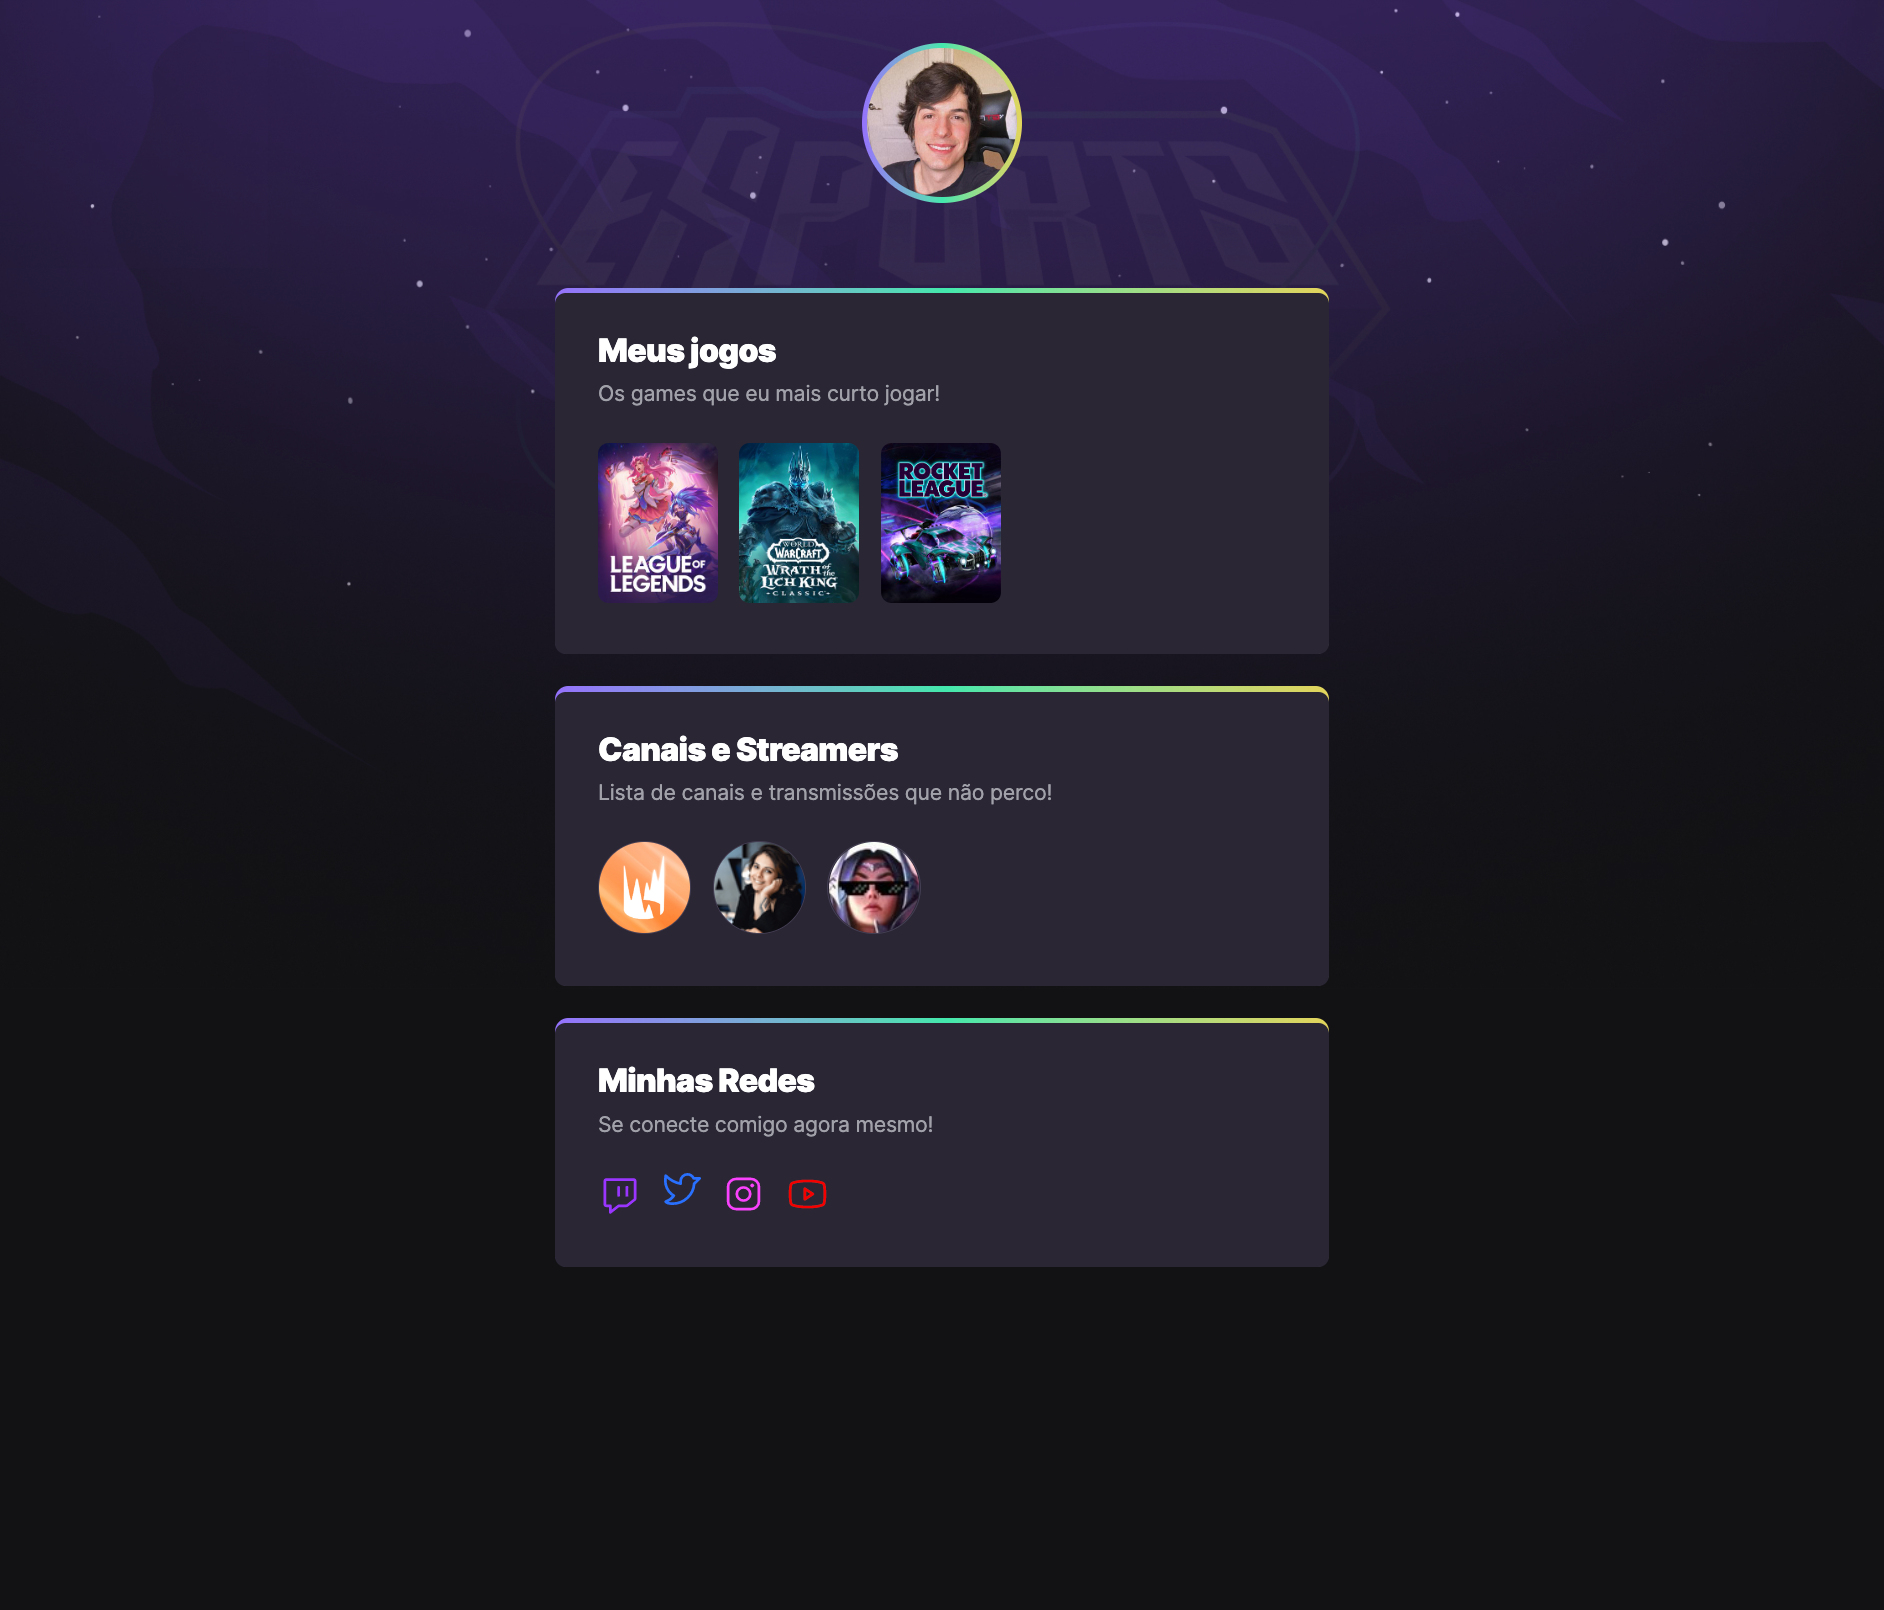 ESPORTS
Meus jogos
Os games que eu mais curto jogar!
LEAGUE OF
LEGENDS
WORLD
WARCRAFT
WRATH of the
LICH KING
CLASSIC
ROCKET
LEAGUE
Canais e Streamers
Lista de canais e transmissões que não perco!
Minhas Redes
Se conecte comigo agora mesmo!